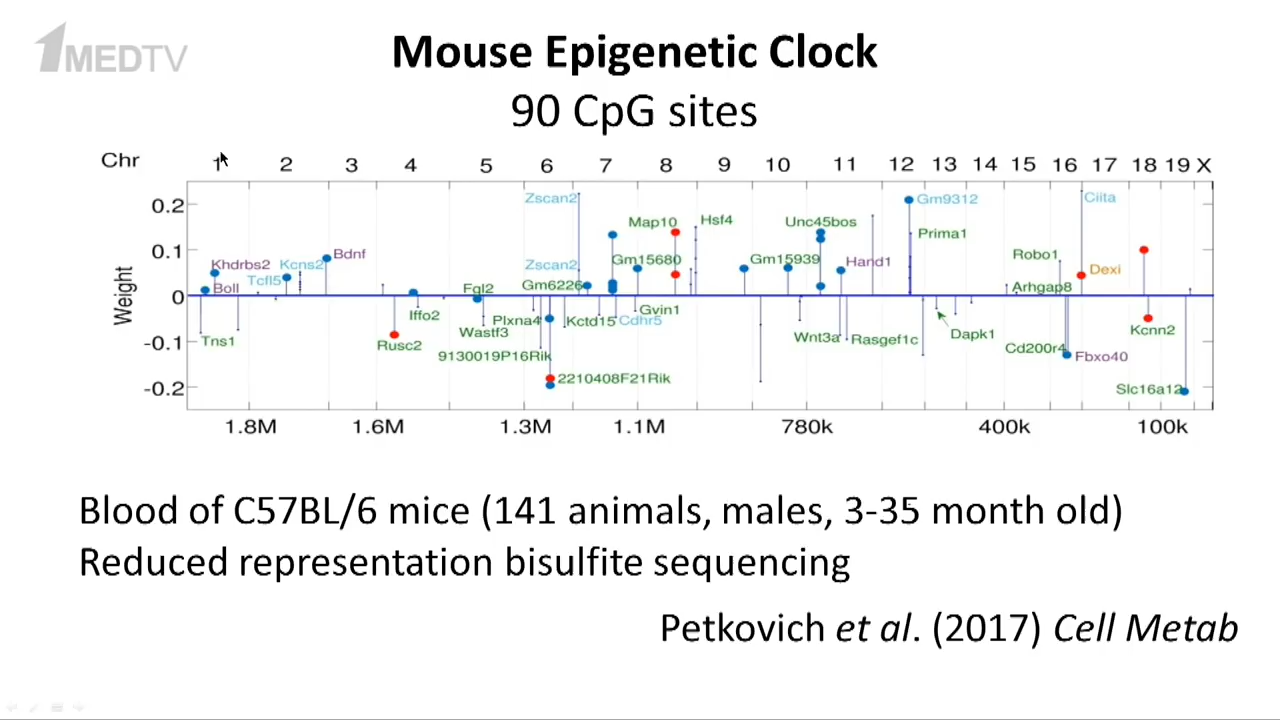 1MEDTV
Mouse Epigenetic Clock
90 CpG sites
Chr 1 2 3 4 5 6 7 8 9 10 11 12 13 14 15 16 17 18 19 X
Weight
0.2
0.1
0
-0.1
-0.2
Zscan2 Gm9312 Ciita
Map10 Hsf4 Unc45bos
Prima1
Khdrbs2 Kcns2 Bdnf Zscan2 Gm15680 Gm15939 Hand1 Robo1 Dexi
Boll Tcfl5 Fgl2 Gm6226 Arhgap8
Iffo2 Gvin1
Tns1 Rusc2 Wastf3 Plxna4 Kctd15 Cdhr5 Wnt3a Rasgef1c Dapk1 Kcnn2
9130019P16Rik Cd200r4 Fbxo40
2210408F21Rik Slc16a12
1.8M 1.6M 1.3M 1.1M 780k 400k 100k
Blood of C57BL/6 mice (141 animals, males, 3-35 month old)
Reduced representation bisulfite sequencing
Petkovich et al. (2017) Cell Metab